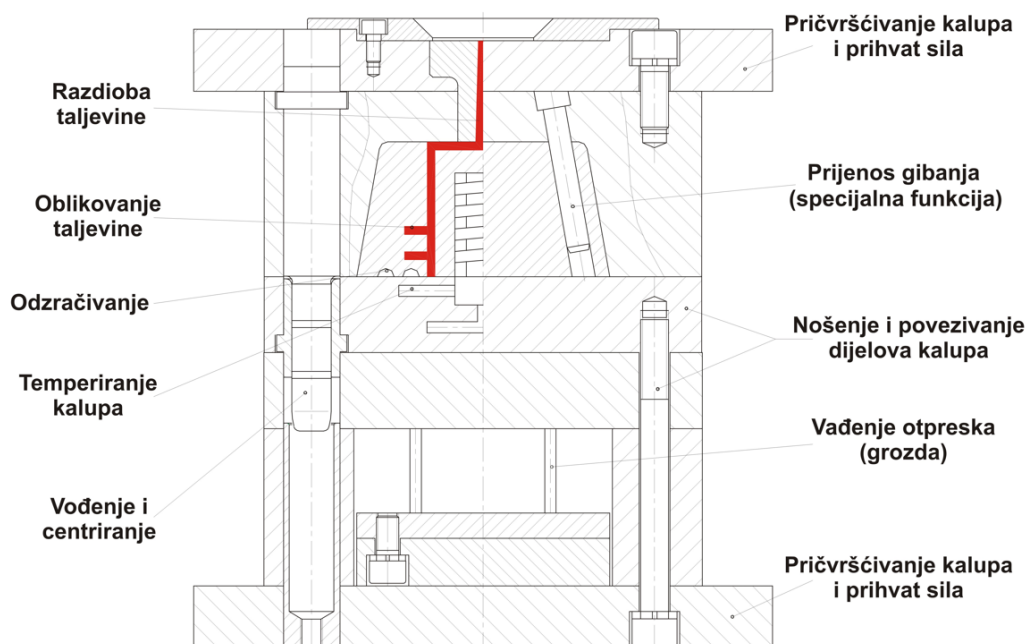 Razdioba
taljevine
Oblikovanje
taljevine
Odzračivanje
Temperiranje
kalupa
Vođenje i
centriranje
Pričvršćivanje kalupa
i prihvat sila
Prijenos gibanja
(specijalna funkcija)
Nošenje i povezivanje
dijelova kalupa
Vađenje otpreska
(grozda)
Pričvršćivanje kalupa
i prihvat sila